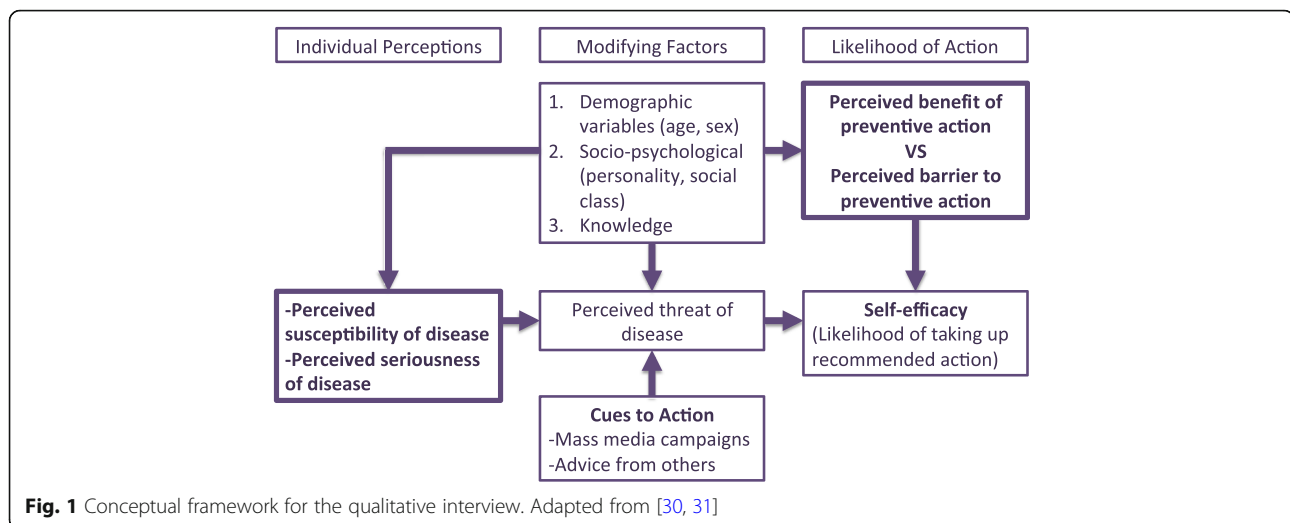 Individual Perceptions
Modifying Factors
Likelihood of Action
1. Demographic
variables (age, sex)
2. Socio-psychological
(personality, social
class)
3. Knowledge
Perceived benefit of
preventive action
VS
Perceived barrier to
preventive action
-Perceived
susceptibility of disease
-Perceived seriousness
of disease
Perceived threat of
disease
Self-efficacy
(Likelihood of taking up
recommended action)
Cues to Action
-Mass media campaigns
-Advice from others
Fig. 1 Conceptual framework for the qualitative interview. Adapted from [30, 31]